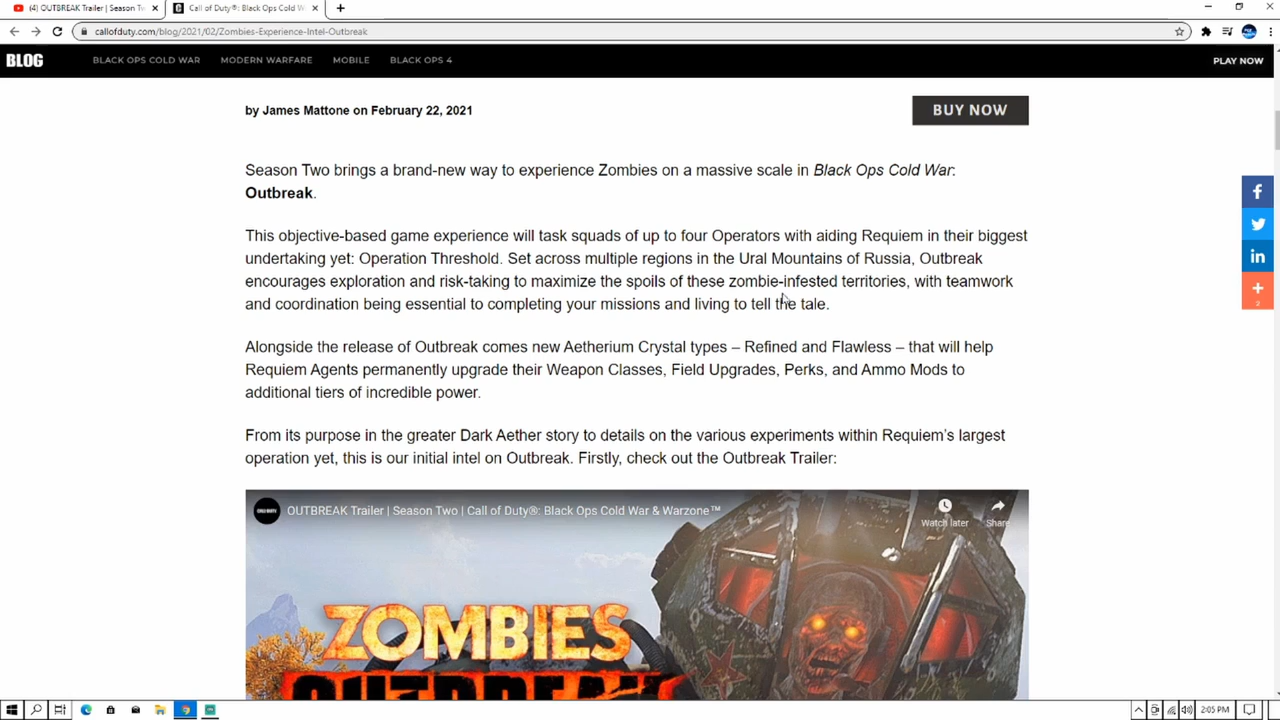 (4) OUTBREAK Trailer | Season Tw
Call of Duty®: Black Ops Cold W
callofduty.com/blog/2021/02/Zombies-Experience-Intel-Outbreak
BLOG BLACK OPS COLD WAR MODERN WARFARE MOBILE BLACK OPS 4 PLAY NOW
by James Mattone on February 22, 2021
BUY NOW
Season Two brings a brand-new way to experience Zombies on a massive scale in Black Ops Cold War:
Outbreak.
This objective-based game experience will task squads of up to four Operators with aiding Requiem in their biggest
undertaking yet: Operation Threshold. Set across multiple regions in the Ural Mountains of Russia, Outbreak
encourages exploration and risk-taking to maximize the spoils of these zombie-infested territories, with teamwork
and coordination being essential to completing your missions and living to tell the tale.
Alongside the release of Outbreak comes new Aetherium Crystal types – Refined and Flawless – that will help
Requiem Agents permanently upgrade their Weapon Classes, Field Upgrades, Perks, and Ammo Mods to
additional tiers of incredible power.
From its purpose in the greater Dark Aether story to details on the various experiments within Requiem's largest
operation yet, this is our initial intel on Outbreak. Firstly, check out the Outbreak Trailer:
CALL OF DUTY
OUTBREAK Trailer | Season Two | Call of Duty®: Black Ops Cold War & Warzone™
Watch later
Share
ZOMBIES
OUTBREAK
2
2:05 PM